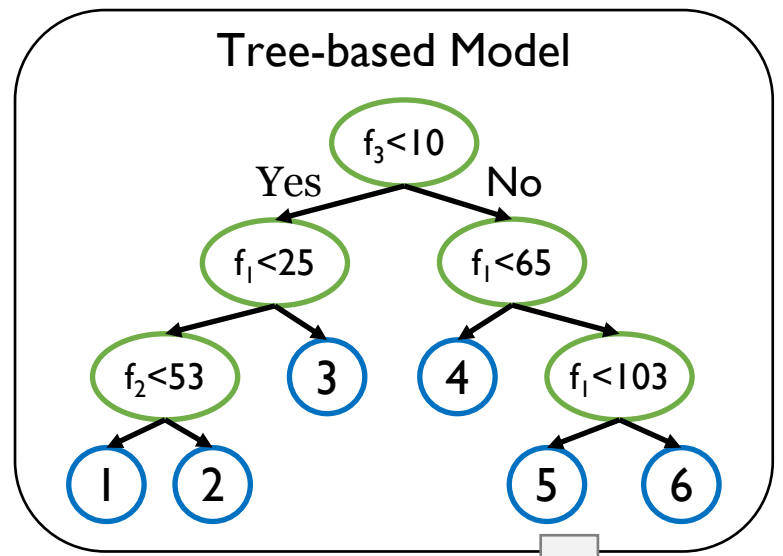 Tree-based Model
f₃<10
Yes No
f₁<25 f₁<65
f₂<53 3 4 f₁<103
1 2 5 6